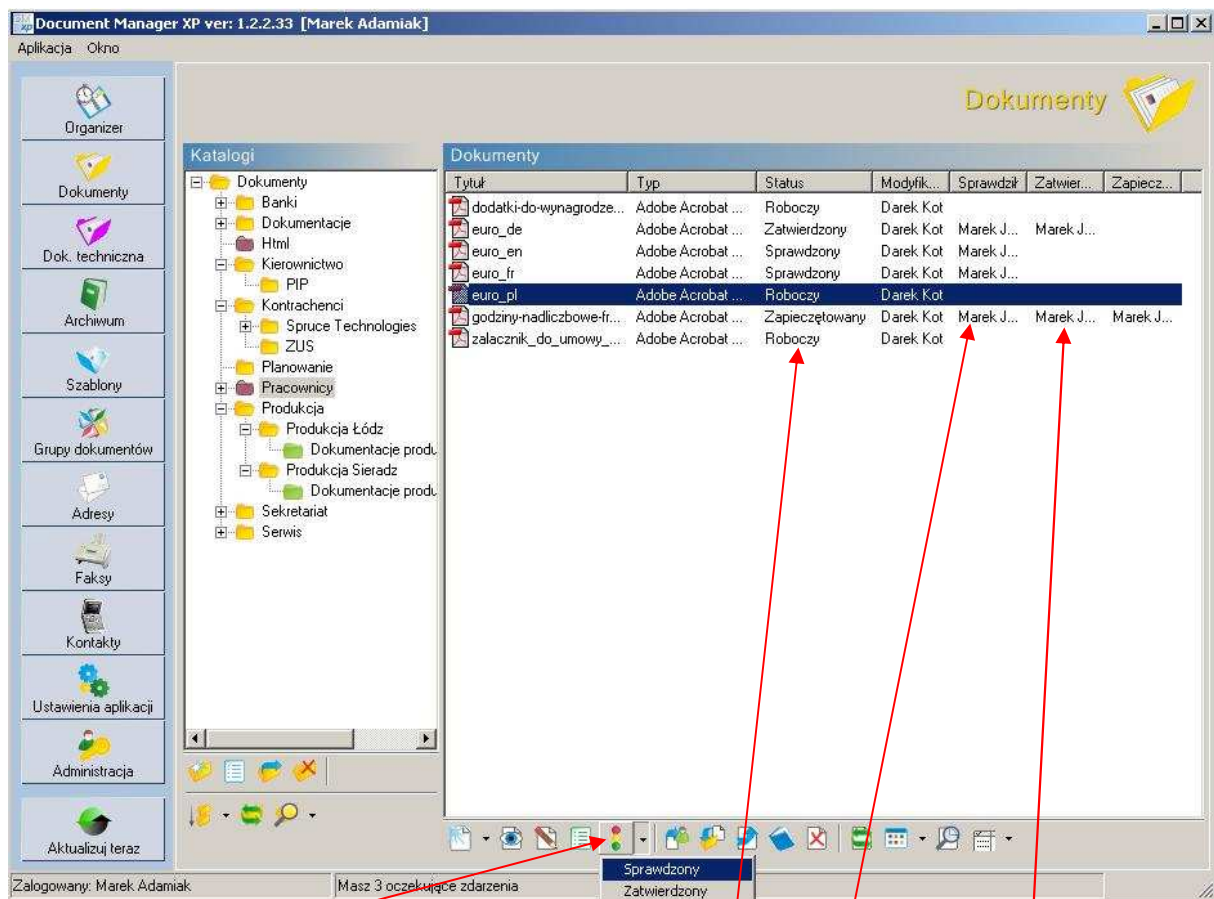 Document Manager XP ver: 1.2.2.33 [Marek Adamiak]
Aplikacja Okno
Dokumenty
Organizer
Dokumenty
Dok. techniczna
Archiwum
Szablony
Grupy dokumentów
Adresy
Faksy
Kontakty
Ustawienia aplikacji
Administracja
Aktualizuj teraz
Katalogi
Dokumenty
Banki
Dokumentacje
Html
Kierownictwo
PIP
Kontrachenci
Spruce Technologies
ZUS
Planowanie
Pracownicy
Produkcja
Produkcja Łódz
Dokumentacje produ
Produkcja Sieradz
Dokumentacje produ
Sekretariat
Serwis
Dokumenty
Tytuł Typ Status Modyfik... Sprawdził Zatwier... Zapiecz...
dodatki-do-wynagrodze... Adobe Acrobat ... Roboczy Darek Kot
euro_de Adobe Acrobat ... Zatwierdzony Darek Kot Marek J... Marek J...
euro_en Adobe Acrobat ... Sprawdzony Darek Kot Marek J...
euro_fr Adobe Acrobat ... Sprawdzony Darek Kot Marek J...
euro_pl Adobe Acrobat ... Roboczy Darek Kot
godziny-nadliczbowe-fr... Adobe Acrobat ... Zapieczętowany Darek Kot Marek J... Marek J... Marek J...
zalacznik_do_umowy_... Adobe Acrobat ... Roboczy Darek Kot
Sprawdzony
Zatwierdzony
Zalogowany: Marek Adamiak Masz 3 oczekujące zdarzenia